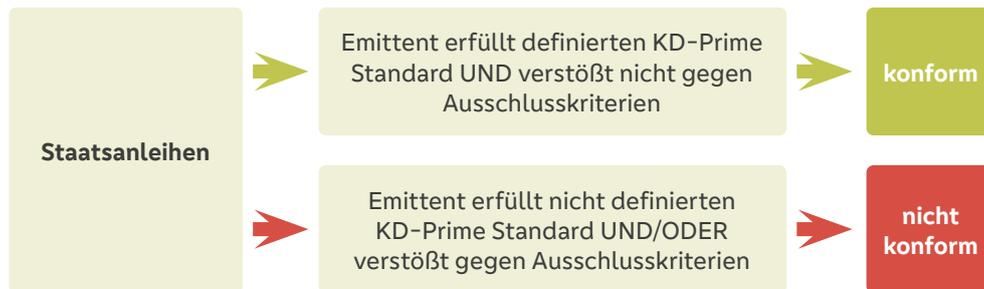 Staatsanleihen
Emittent erfüllt definierten KD-Prime
Standard UND verstößt nicht gegen
Ausschlusskriterien
konform
Emittent erfüllt nicht definierten
KD-Prime Standard UND/ODER
verstößt gegen Ausschlusskriterien
nicht
konform